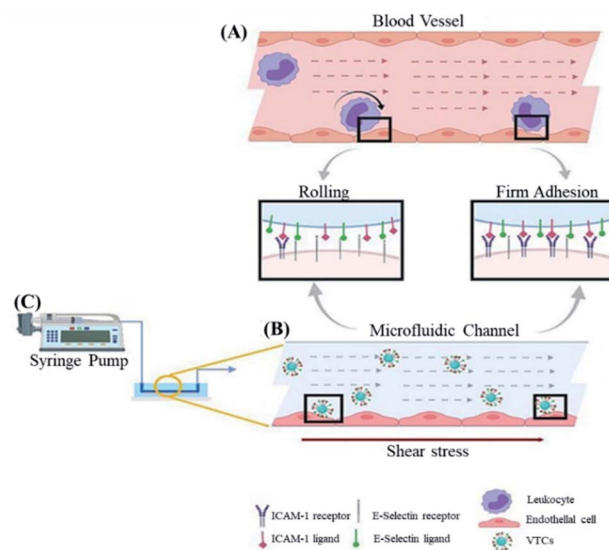 Blood Vessel
(A)
Rolling
Firm Adhesion
(C)
(B)
Microfluidic Channel
Syringe Pump
Shear stress
ICAM-1 receptor
E-Selectin receptor
Leukocyte
Endothelial cell
ICAM-1 ligand
E-Selectin ligand
VTCs